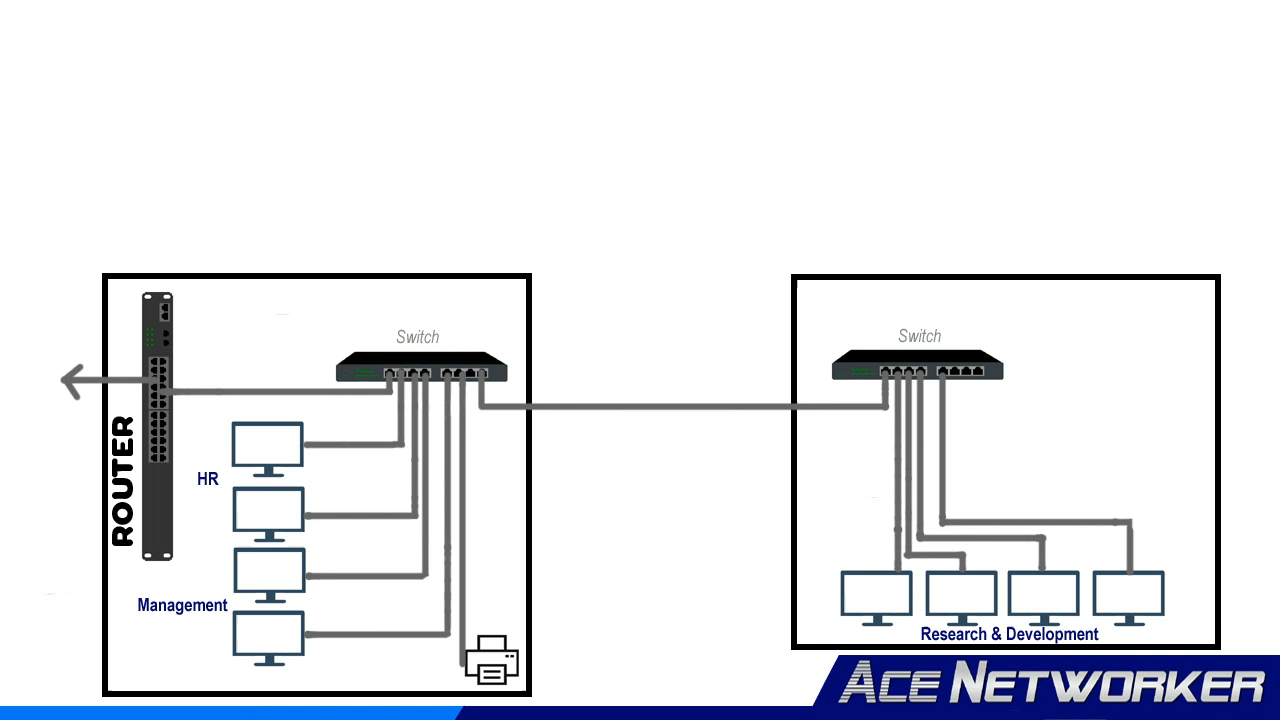 Switch
Switch
ROUTER
HR
Management
Research & Development
ACE NETWORKER